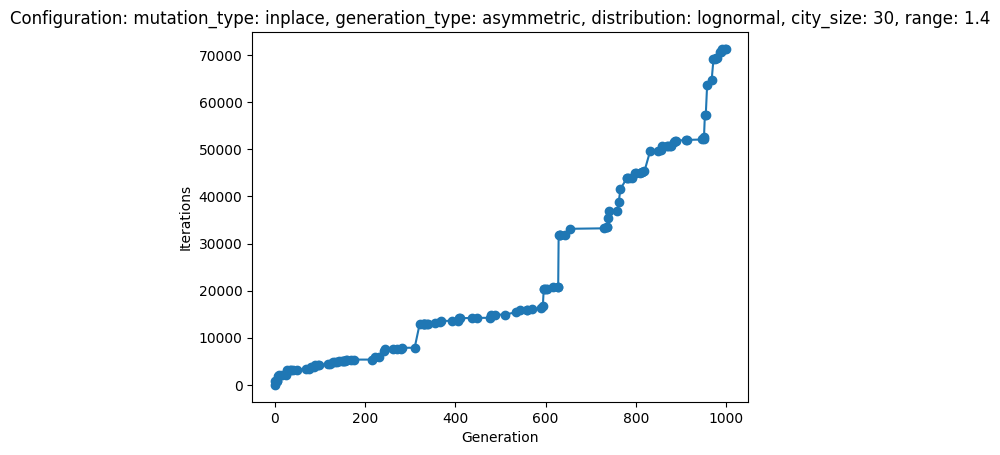 Configuration: mutation_type: inplace, generation_type: asymmetric, distribution: lognormal, city_size: 30, range: 1.4
70000
60000
50000
40000
30000
20000
10000
0
Iterations
0 200 400 600 800 1000
Generation